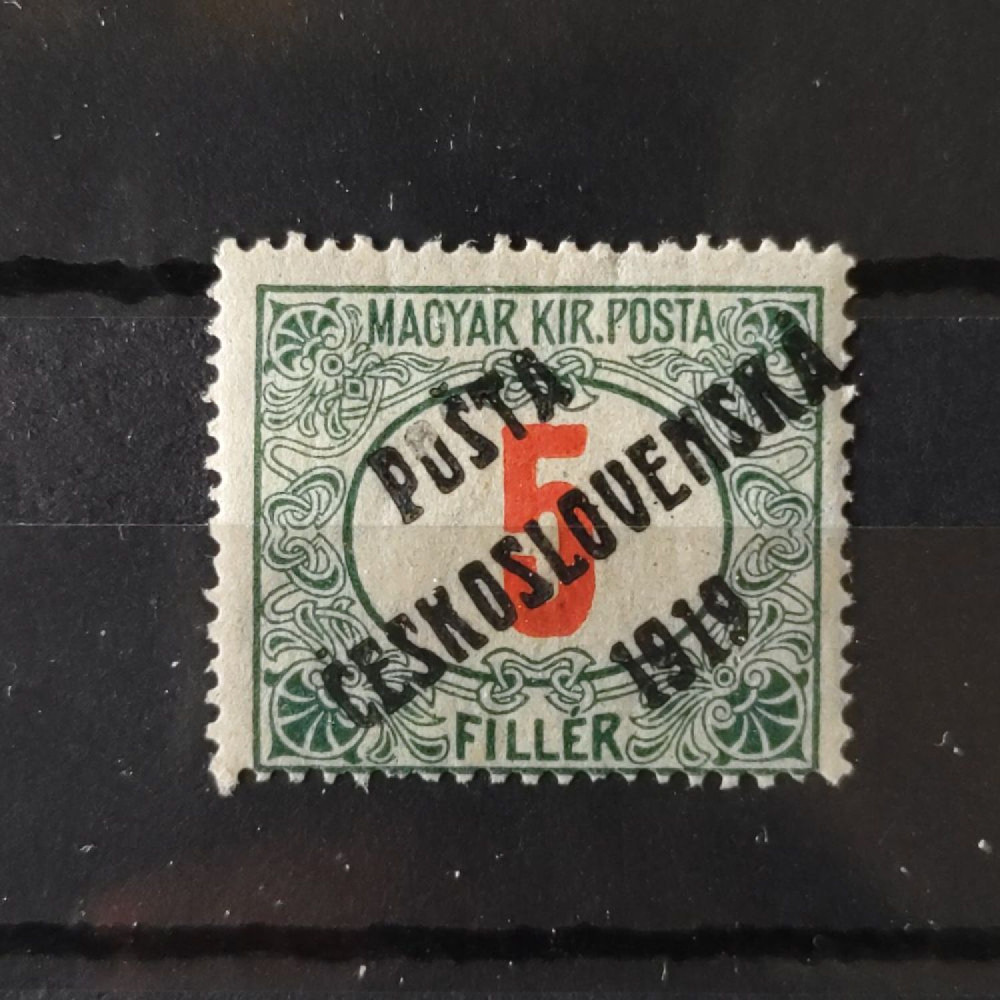 MAGYAR KIR. POSTA
POŠTA
5
ČESKOSLOVENSKÁ
1919
FILLÉR